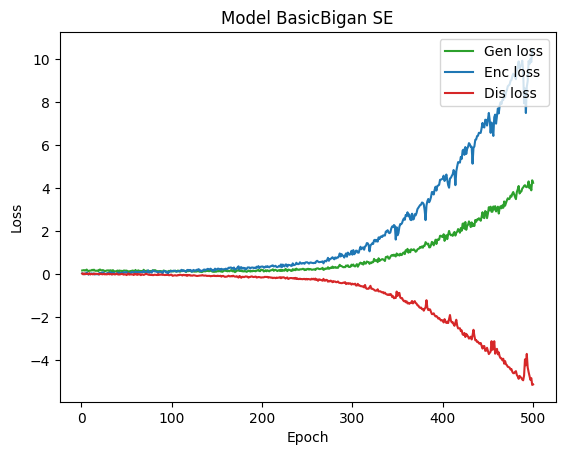 Model BasicBigan SE
Gen loss
Enc loss
Dis loss
10
8
6
4
2
0
−2
−4
Loss
0 100 200 300 400 500
Epoch